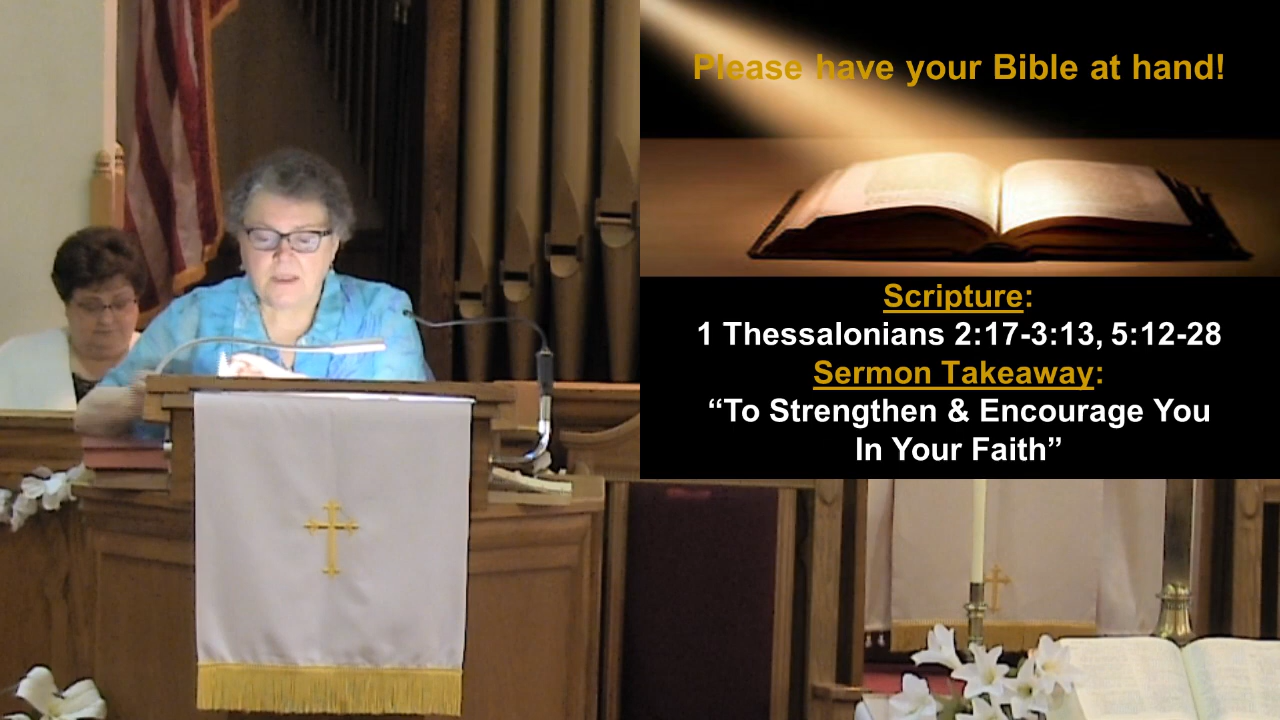 Please have your Bible at hand!
Scripture:
1 Thessalonians 2:17-3:13, 5:12-28
Sermon Takeaway:
“To Strengthen & Encourage You
In Your Faith”